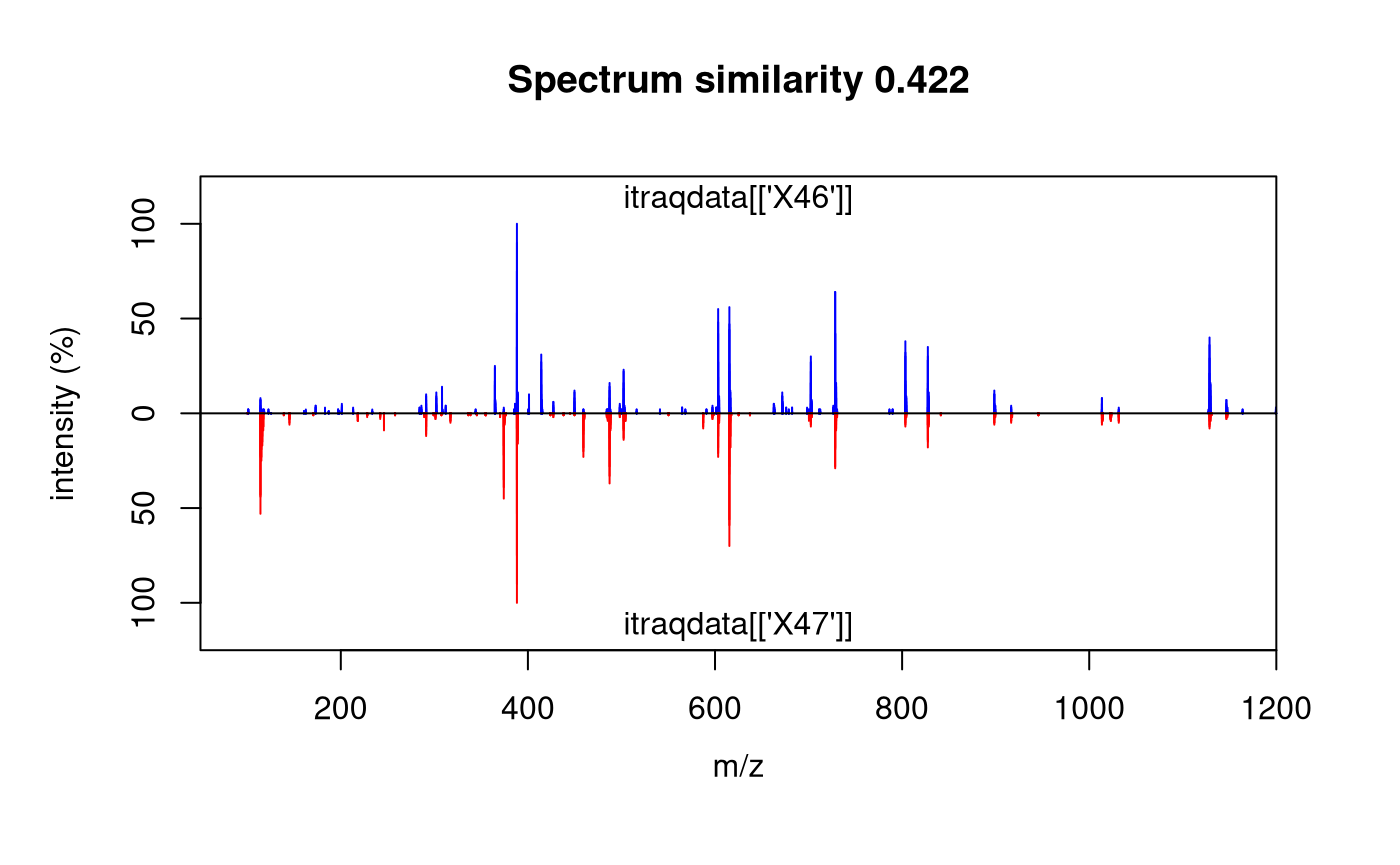 Spectrum similarity 0.422
itraqdata[['X46']]
100
50
0
50
100
intensity (%)
itraqdata[['X47']]
200 400 600 800 1000 1200
m/z